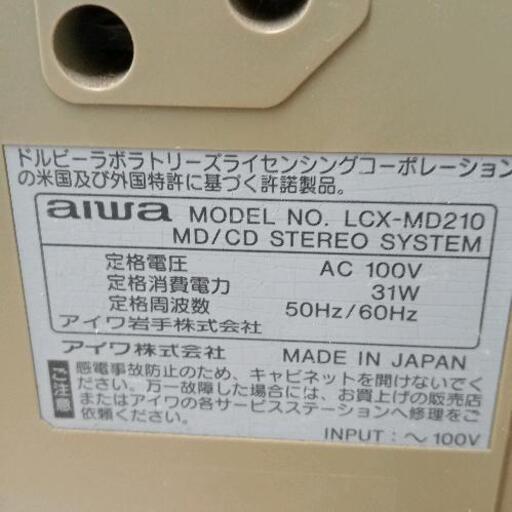 ドルビーラボラトリーズライセンシングコーポレーション
の米国及び外国特許に基づく許諾製品。
aiwa MODEL NO. LCX-MD210
MD/CD STEREO SYSTEM
定格電圧 AC 100V
定格消費電力 31W
定格周波数 50Hz/60Hz
アイワ岩手株式会社
アイワ株式会社 MADE IN JAPAN
ご注意
感電事故防止のため、キャビネットを開けないでく
ださい。万一故障した場合には、お買上げの販売店
またはアイワの各サービスステーションへ修理をご
依頼ください。
INPUT: ～ 100V